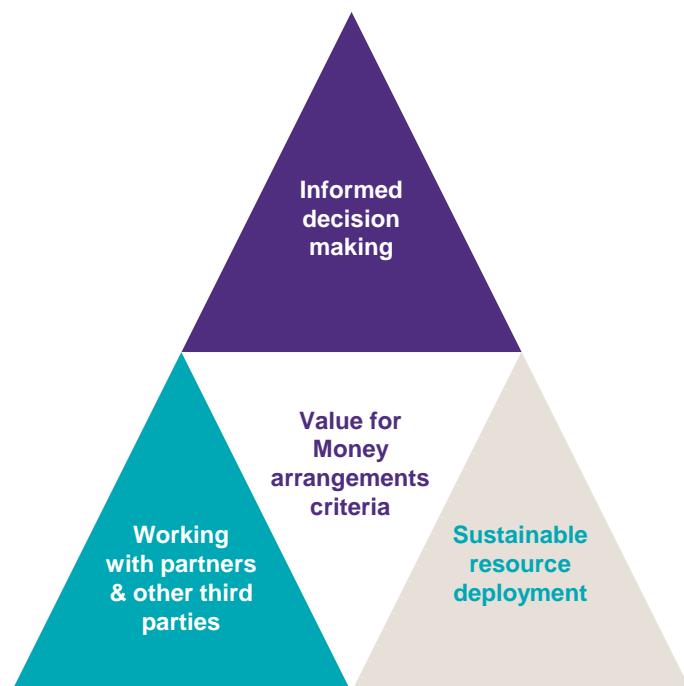 Informed
decision
making
Value for
Money
arrangements
criteria
Working
with partners
& other third
parties
Sustainable
resource
deployment